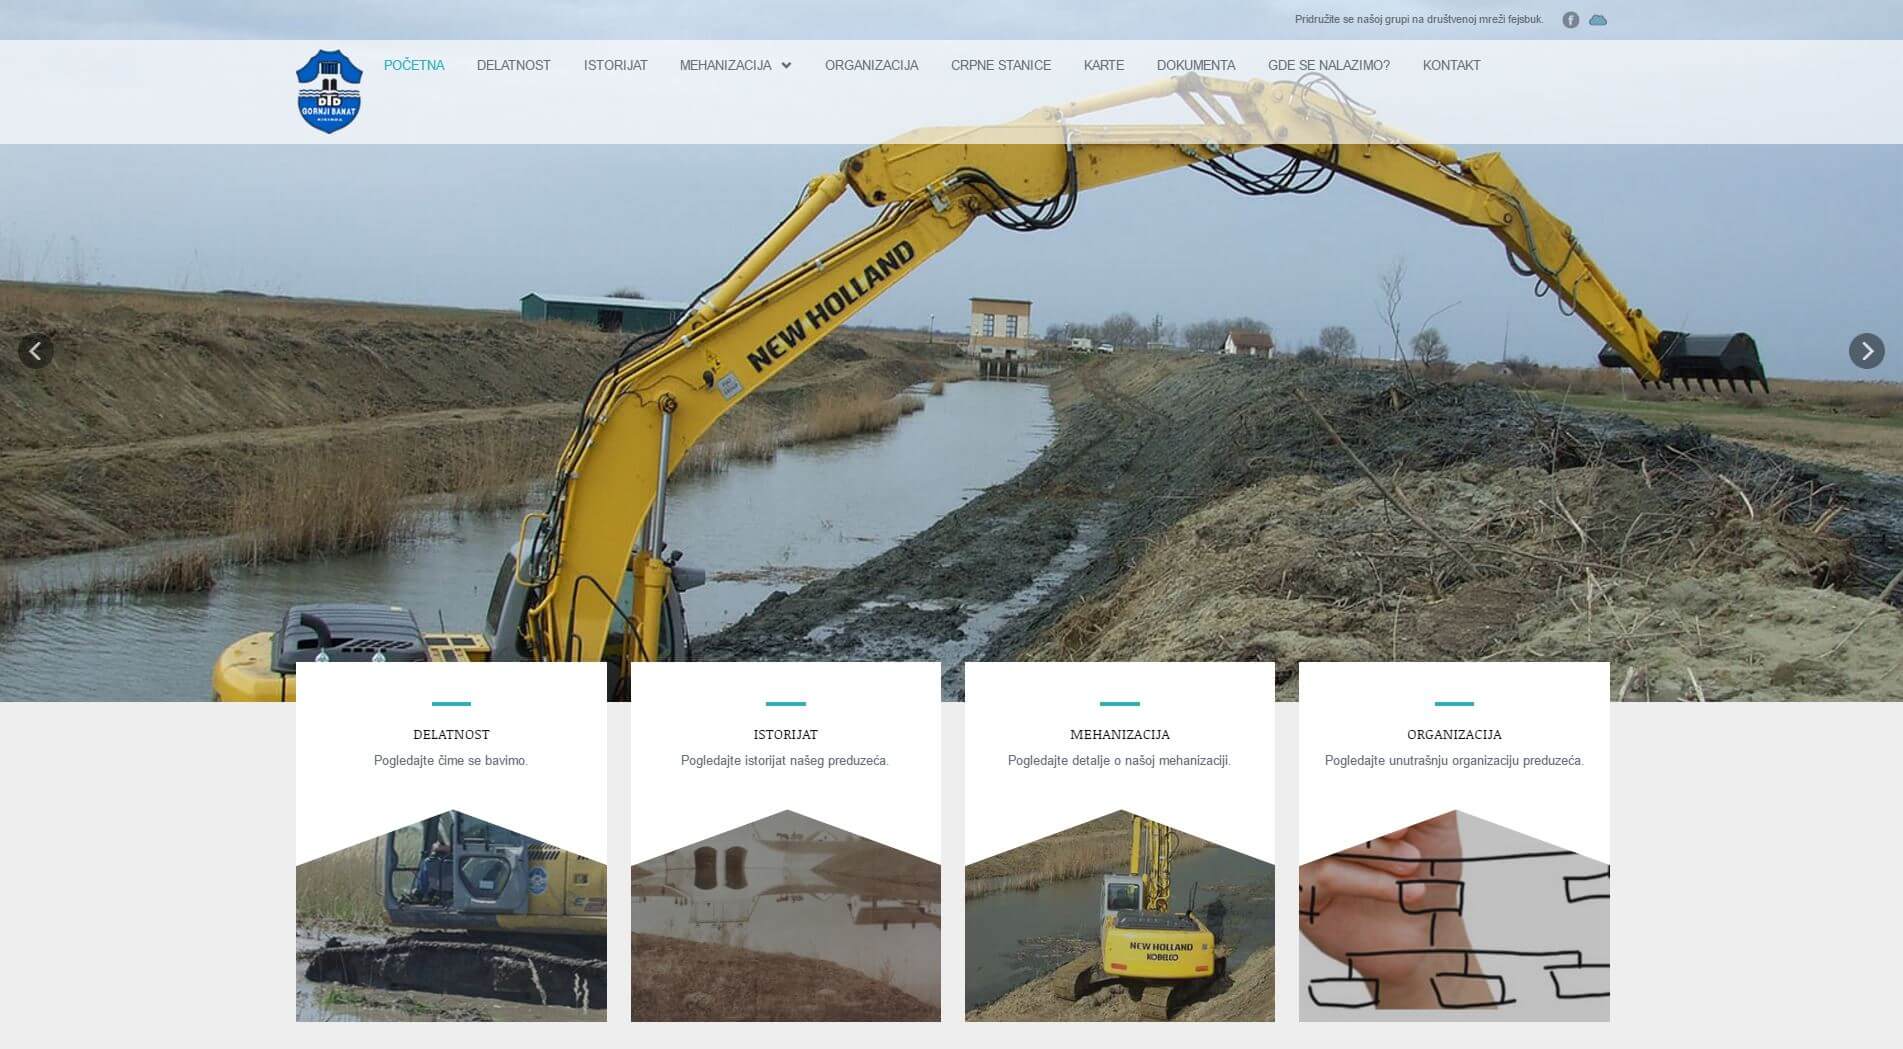 Pridružite se našoj grupi na društvenoj mreži fejsbuk.
DTD
GORNJI BANAT
KIKINDA
POČETNA DELATNOST ISTORIJAT MEHANIZACIJA ORGANIZACIJA CRPNE STANICE KARTE DOKUMENTA GDE SE NALAZIMO? KONTAKT
NEW HOLLAND
DELATNOST
Pogledajte čime se bavimo.
ISTORIJAT
Pogledajte istorijat našeg preduzeća.
MEHANIZACIJA
Pogledajte detalje o našoj mehanizaciji.
NEW HOLLAND
KOBELCO
ORGANIZACIJA
Pogledajte unutrašnju organizaciju preduzeća.